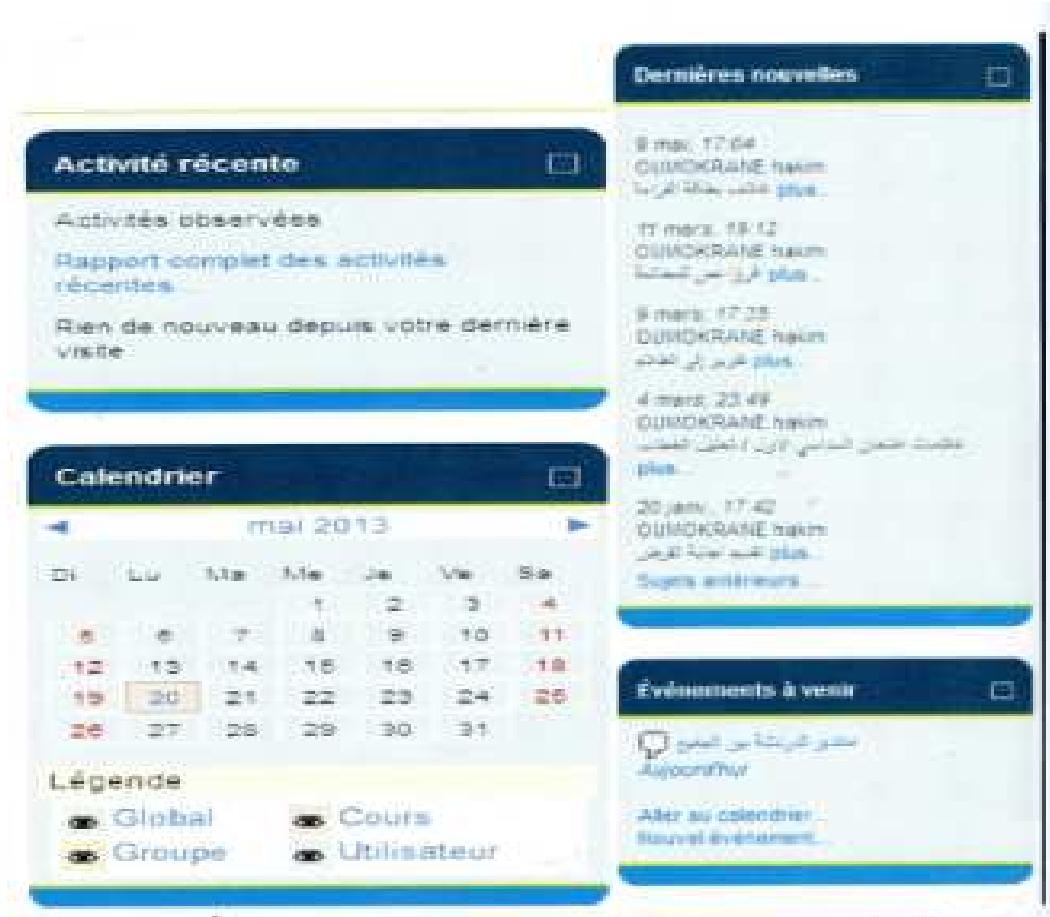 Activité récente
Activités observées
Rapport complet des activités
récentes...
Rien de nouveau depuis votre dernière
visite
Calendrier
mai 2013
Di Lu Ma Me Je Ve Sa
1 2 3 4
5 6 7 8 9 10 11
12 13 14 15 16 17 18
19 20 21 22 23 24 25
26 27 28 29 30 31
Légende
Global Cours
Groupe Utilisateur
Dernières nouvelles
OUMOKRANE hakim
plus...
11 mars, 19:12
OUMOKRANE hakim
plus...
9 mars, 17:25
OUMOKRANE hakim
plus...
4 mars, 23:49
OUMOKRANE hakim
plus...
20 janv., 17:42
OUMOKRANE hakim
plus...
Sujets antérieurs...
Événements à venir
Aujourd'hui
Aller au calendrier...
Nouvel événement...